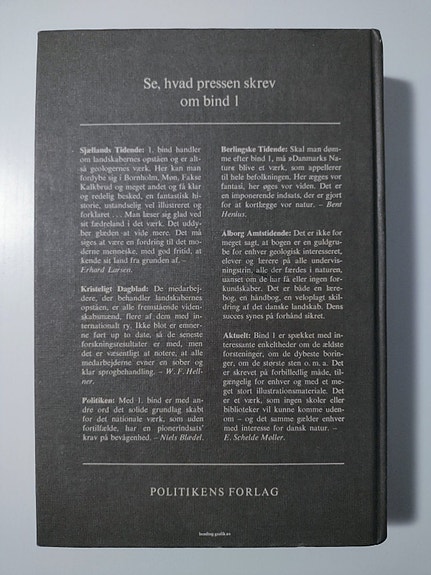 Se, hvad pressen skrev
om bind 1
Sjællands Tidende: 1. bind handler
om landskabernes opståen og er alt-
så geologernes værk. Her kan man
fordybe sig i Bornholm, Møn, Fakse
Kalkbrud og meget andet og få klar
og redelig besked, en fantastisk hi-
storie, ustandselig vel illustreret og
forklaret . . . Man læser sig glad ved
sit fædreland i det værk. Det uddy-
ber glæden at vide mere. Det må
siges at være en fordring til det mo-
derne menneske, med god fritid, at
kende sit land fra grunden af. –
Erhard Larsen.
Kristeligt Dagblad: De medarbej-
dere, der behandler landskabernes
opståen, er alle fremstående viden-
skabsmænd, flere af dem med in-
ternationalt ry. Ikke blot er emner-
ne ført up to date, så de seneste
forskningsresultater er med, men
det er væsentligt at notere, at alle
medarbejderne evner en sober og
klar sprogbehandling. – W. F. Hell-
ner.
Politiken: Med 1. bind er med an-
dre ord det solide grundlag skabt
for det nationale værk, som uden
fortilfælde, har en pionerindsats'
krav på bevågenhed. – Niels Blædel.
Berlingske Tidende: Skal man døm-
me efter bind 1, må »Danmarks Na-
tur« blive et værk, som appellerer
til hele befolkningen. Her ægges vor
fantasi, her øges vor viden. Det er
en imponerende indsats, der er gjort
for at kortlægge vor natur. – Bent
Henius.
Ålborg Amtstidende: Det er ikke for
meget sagt, at bogen er en guldgru-
be for enhver geologisk interesseret,
elever og lærere på alle undervis-
ningstrin, alle der færdes i naturen,
uanset om de har få eller ingen for-
kundskaber. Det er både en lære-
bog, en håndbog, en veloplagt skil-
dring af det danske landskab. Dens
succes synes på forhånd sikret.
Aktuelt: Bind 1 er spækket med in-
teressante enkeltheder om de ældste
forsteninger, om de dybeste borin-
ger, om de største sten o. m. a. Det
er skrevet på forbilledlig måde, til-
gængelig for enhver og med et me-
get stort illustrationsmateriale. Det
er et værk, som ingen skoler eller
biblioteker vil kunne komme uden-
om – og det samme gælder enhver
med interesse for dansk natur. –
E. Schelde Møller.
POLITIKENS FORLAG